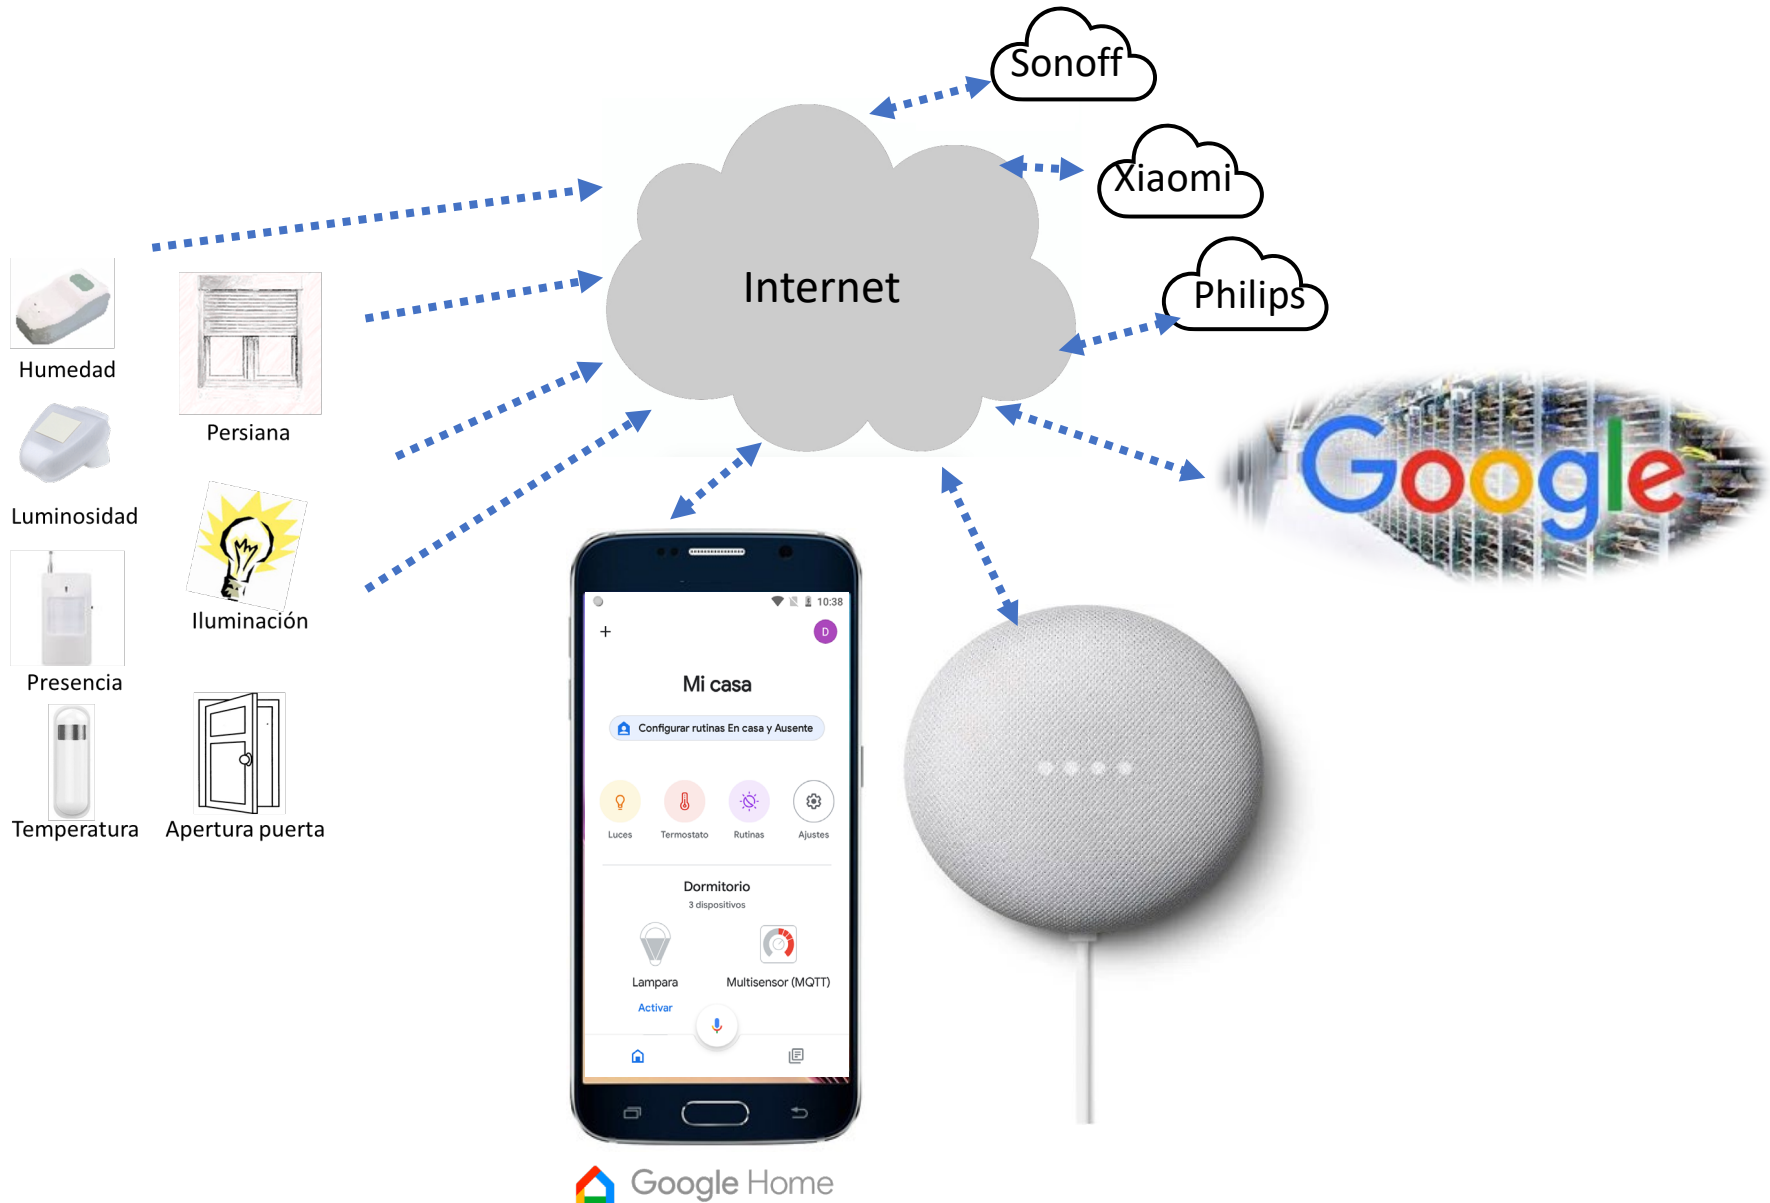 Sonoff
Xiaomi
Philips
Internet
Google
Humedad
Persiana
Luminosidad
Iluminación
Presencia
Temperatura
Apertura puerta
10:38
+
D
Mi casa
Configurar rutinas En casa y Ausente
Luces
Termostato
Rutinas
Ajustes
Dormitorio
3 dispositivos
Lampara
Multisensor (MQTT)
Activar
Google Home